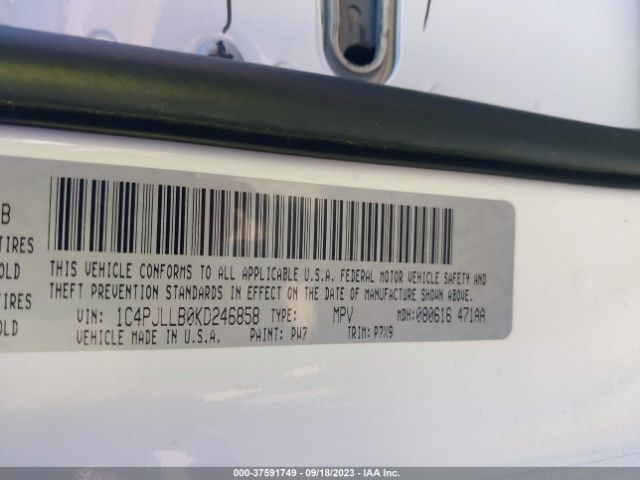 B
TIRES
OLD
TIRES
OLD
THIS VEHICLE CONFORMS TO ALL APPLICABLE U.S.A. FEDERAL MOTOR VEHICLE SAFETY AND
THEFT PREVENTION STANDARDS IN EFFECT ON THE DATE OF MANUFACTURE SHOWN ABOVE.
VIN: 1C4PJLLB0KD246858 TYPE: MPV MDH:080616 471AA
VEHICLE MADE IN U.S.A. PAINT: PW7 TRIM: P7X9
000-37591749 - 09/18/2023 - IAA Inc.